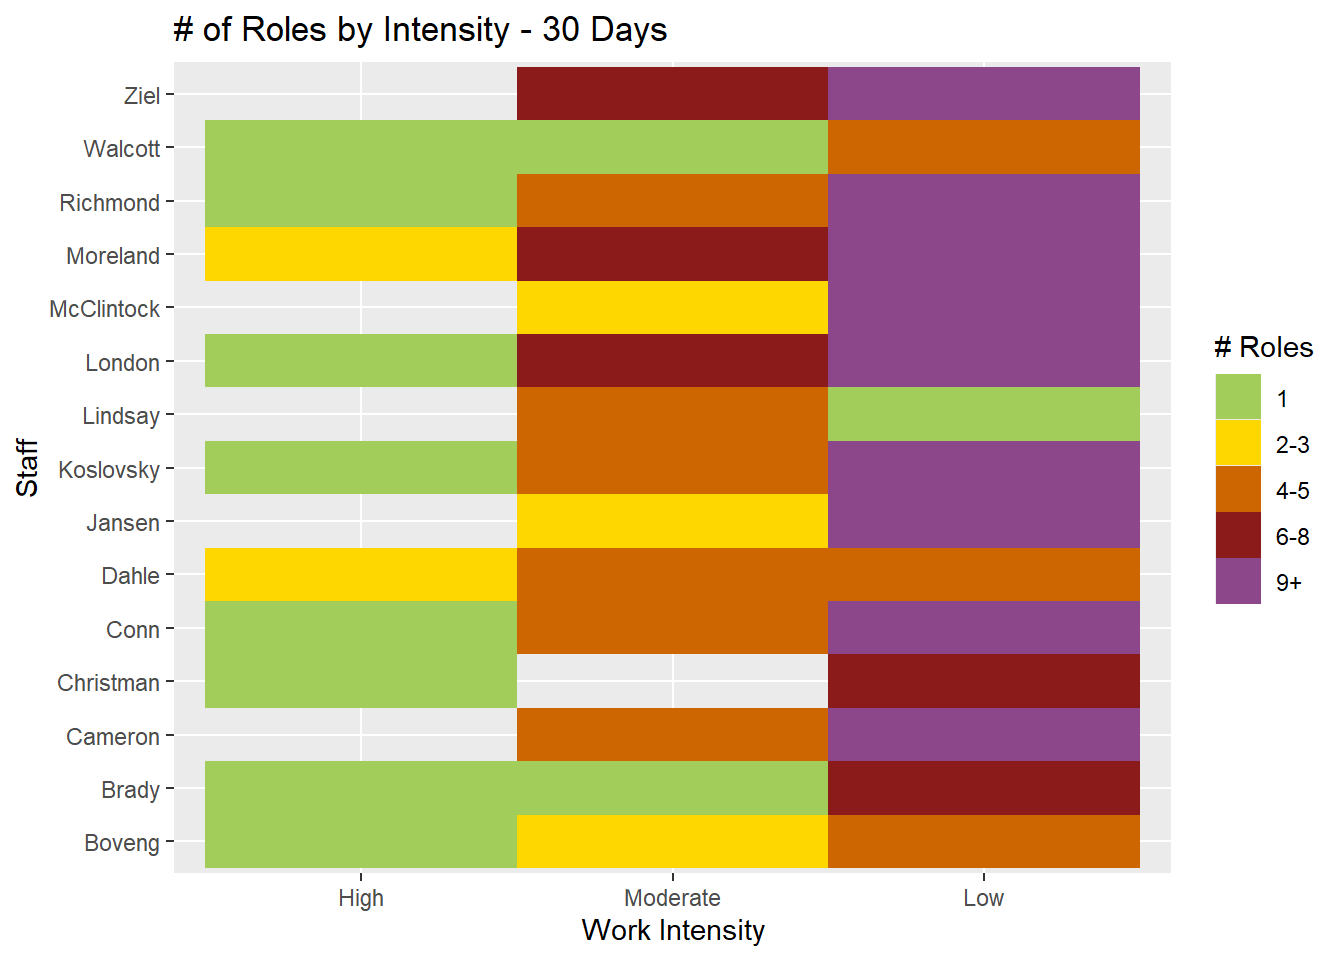 # of Roles by Intensity - 30 Days
Ziel
Walcott
Richmond
Moreland
McClintock
London
Lindsay
Koslovsky
Jansen
Dahle
Conn
Christman
Cameron
Brady
Boveng
Staff
High Moderate Low
Work Intensity
# Roles
1
2-3
4-5
6-8
9+